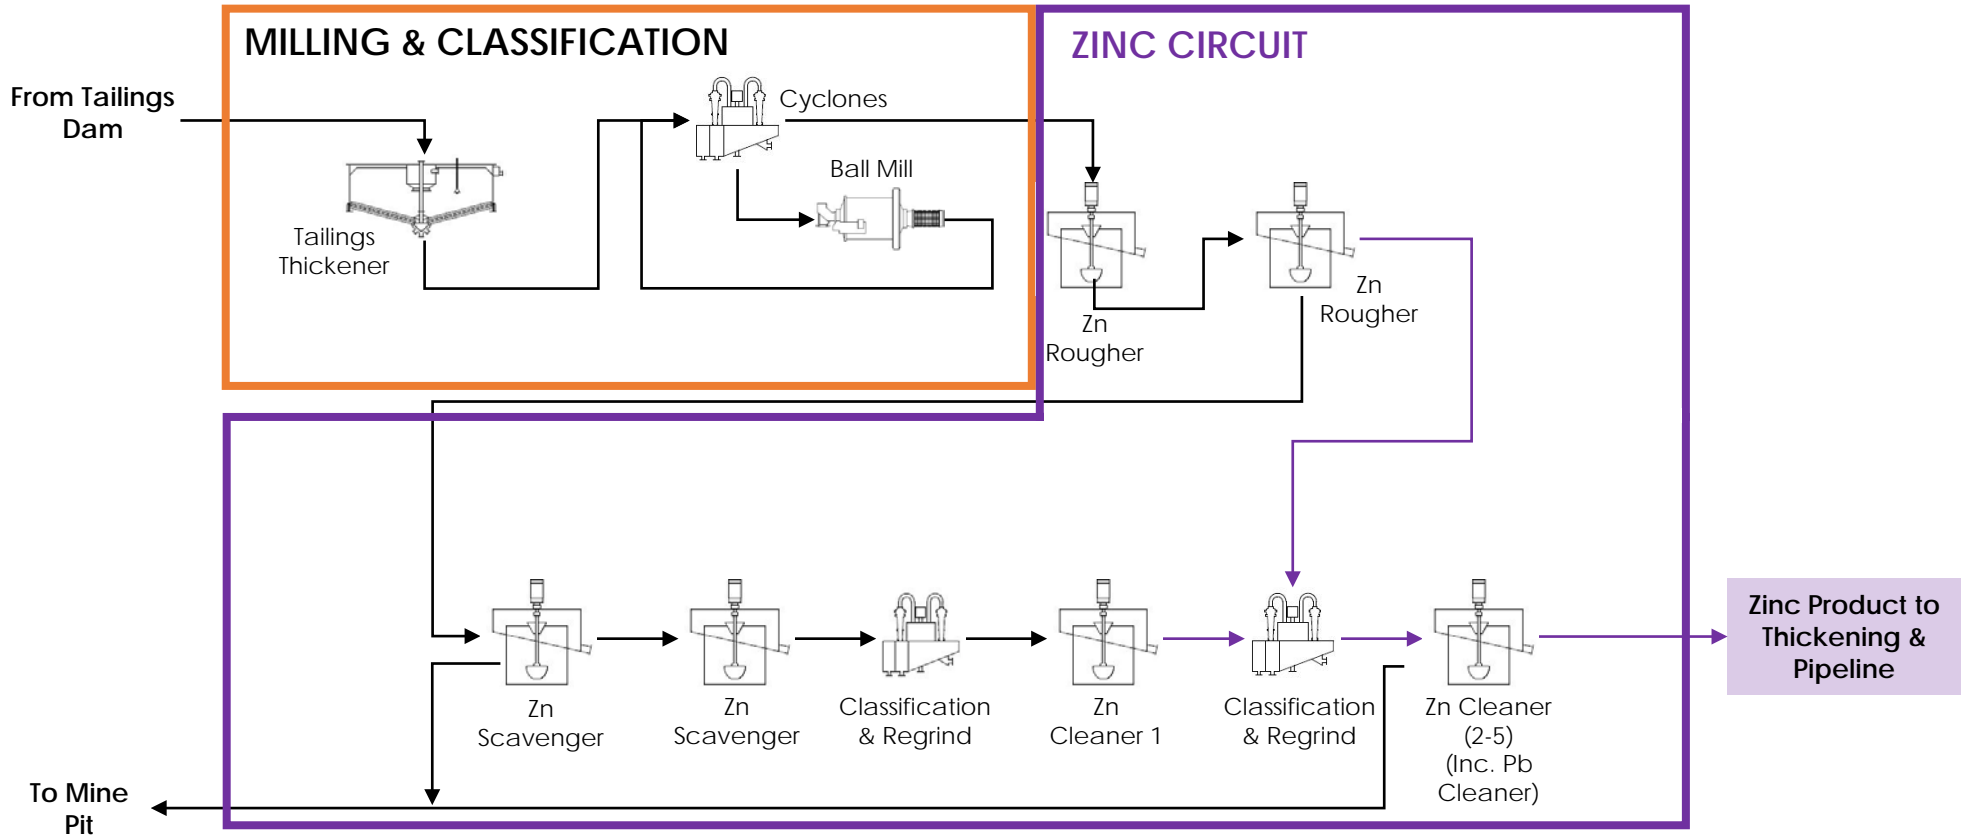 MILLING & CLASSIFICATION
ZINC CIRCUIT
From Tailings
Dam
Cyclones
Ball Mill
Tailings
Thickener
Zn
Rougher
Zn
Rougher
Zn
Scavenger
Zn
Scavenger
Classification
& Regrind
Zn
Cleaner 1
Classification
& Regrind
Zn Cleaner
(2-5)
(Inc. Pb
Cleaner)
Zinc Product to
Thickening &
Pipeline
To Mine
Pit